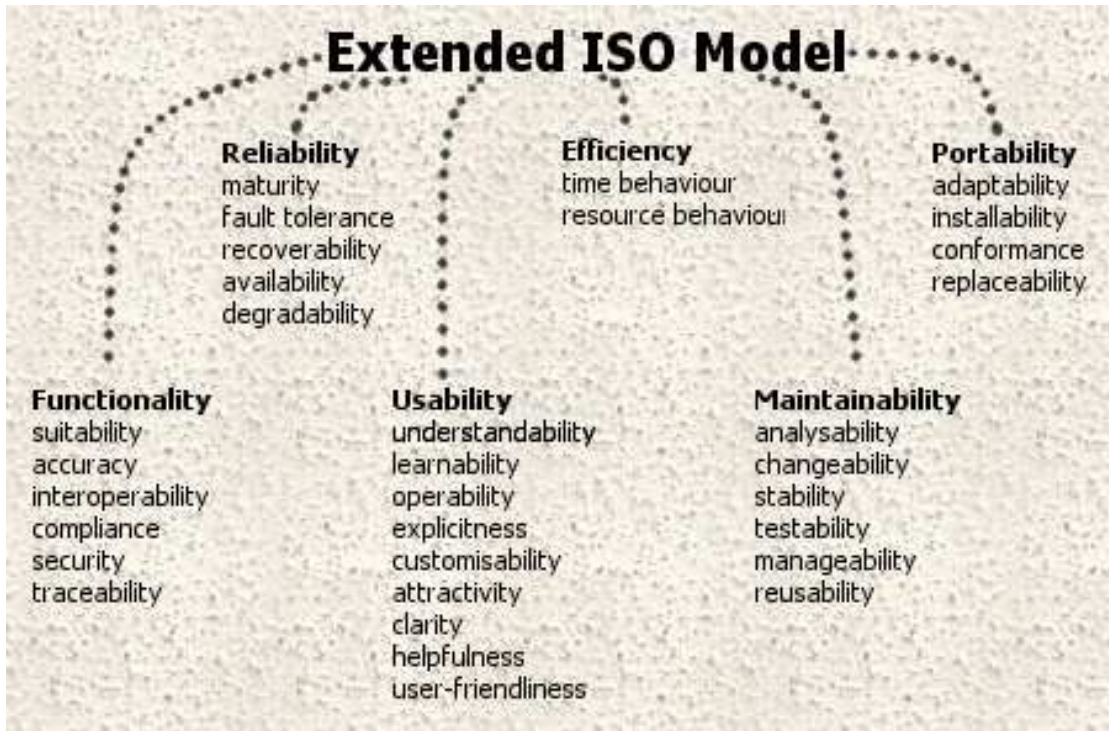 Extended ISO Model
Reliability
maturity
fault tolerance
recoverability
availability
degradability
Efficiency
time behaviour
resource behaviour
Portability
adaptability
installability
conformance
replaceability
Functionality
suitability
accuracy
interoperability
compliance
security
traceability
Usability
understandability
learnability
operability
explicitness
customisability
attractivity
clarity
helpfulness
user-friendliness
Maintainability
analysability
changeability
stability
testability
manageability
reusability